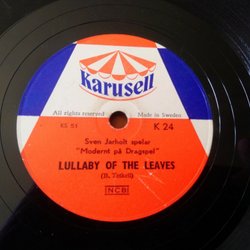 Karusell
All rights reserved
Made in Sweden
KS 51
K 24
Sven Jarholt spelar
"Modernt på Dragspel"
LULLABY OF THE LEAVES
NCB